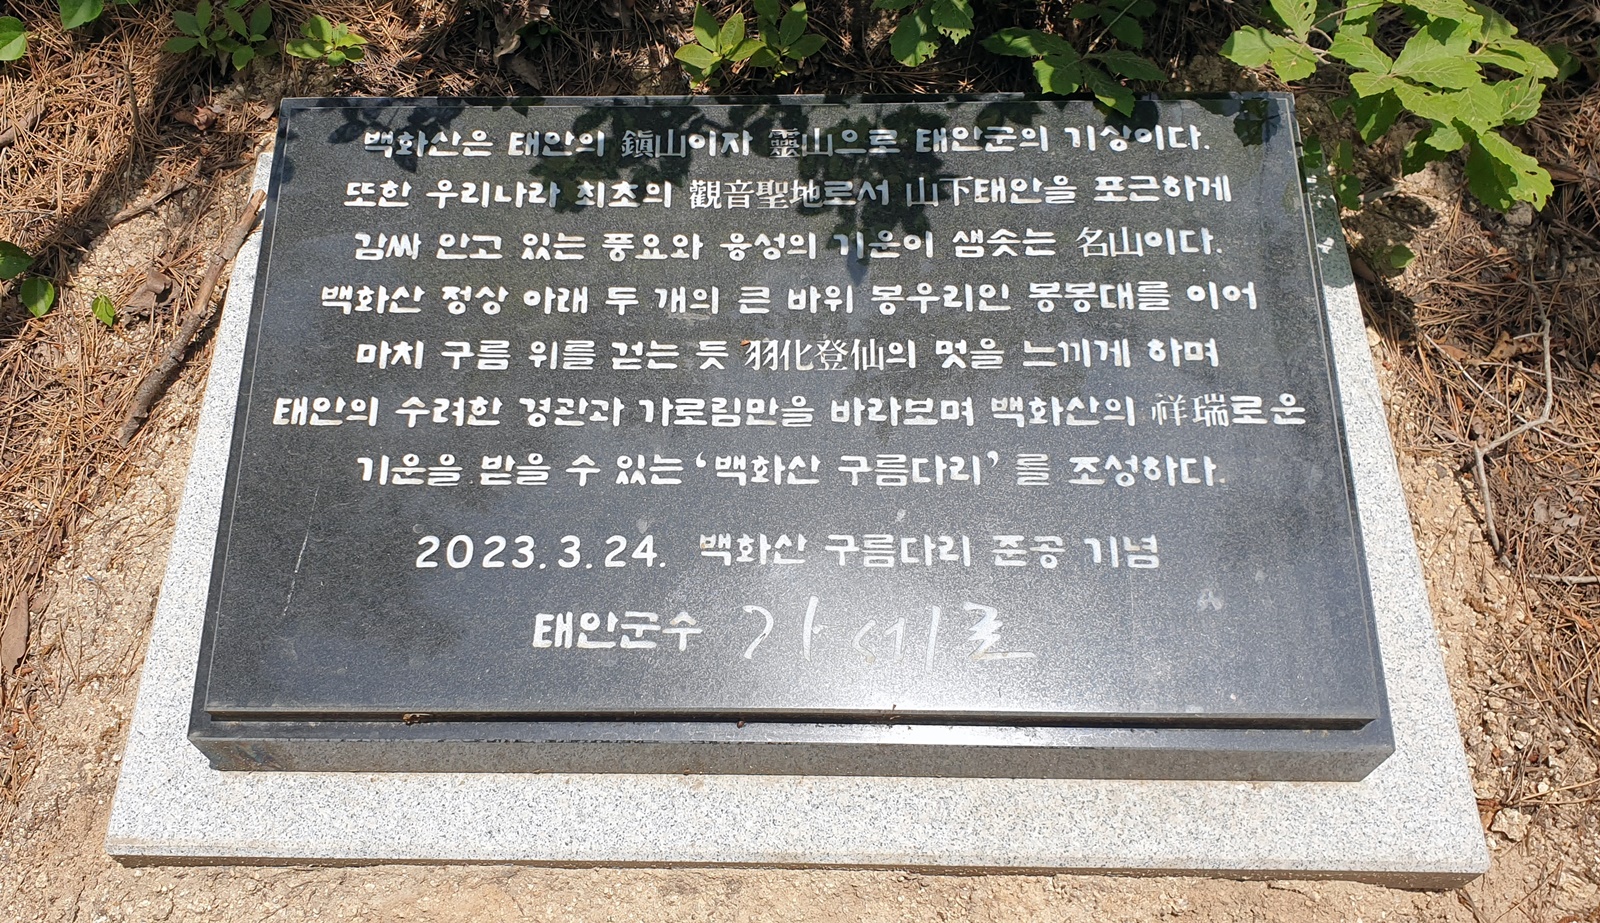 백화산은 태안의 鎭山이자 靈山으로 태안군의 기상이다.
또한 우리나라 최초의 觀音聖地로서 山下태안을 포근하게
감싸 안고 있는 풍요와 융성의 기운이 샘솟는 名山이다.
백화산 정상 아래 두 개의 큰 바위 봉우리인 봉봉대를 이어
마치 구름 위를 걷는 듯 羽化登仙의 멋을 느끼게 하며
태안의 수려한 경관과 가로림만을 바라보며 백화산의 祥瑞로운
기운을 받을 수 있는 ‘백화산 구름다리’를 조성하다.
2023.3.24. 백화산 구름다리 준공 기념
태안군수 가세로